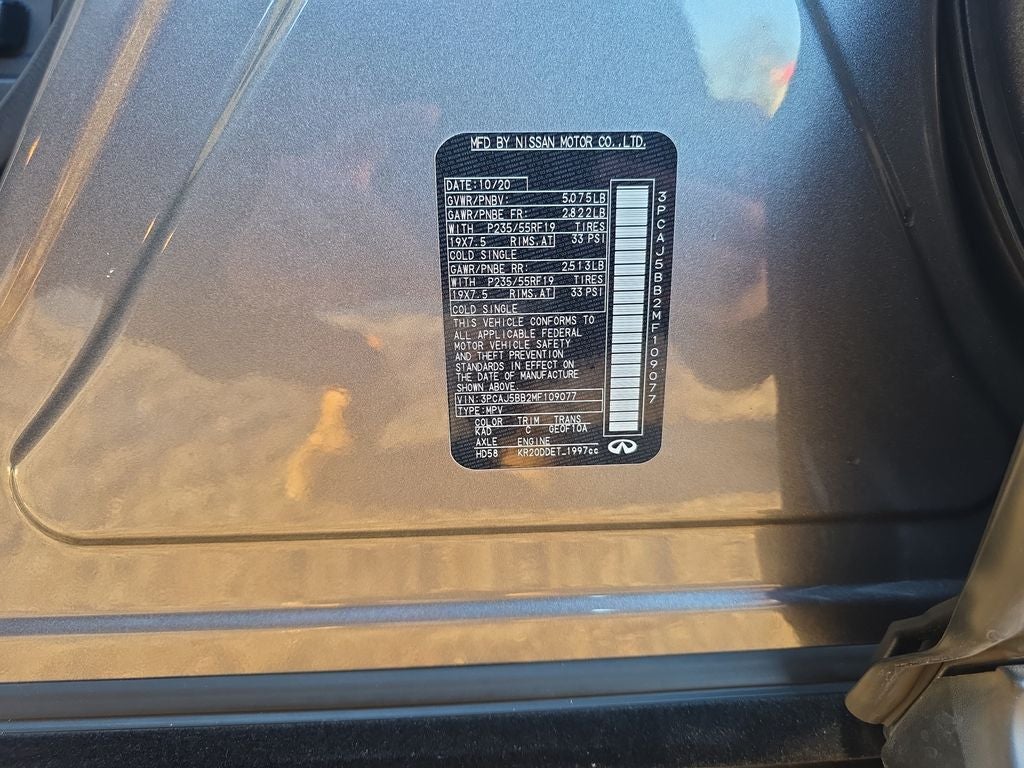 MFD BY NISSAN MOTOR CO.,LTD.
DATE:10/20
GVWR/PNBV: 5,075LB
GAWR/PNBE FR: 2,822LB
WITH P235/55RF19 TIRES
19X7.5 RIMS,AT 33 PSI
COLD SINGLE
GAWR/PNBE RR: 2,513LB
WITH P235/55RF19 TIRES
19X7.5 RIMS,AT 33 PSI
COLD SINGLE
THIS VEHICLE CONFORMS TO
ALL APPLICABLE FEDERAL
MOTOR VEHICLE SAFETY
AND THEFT PREVENTION
STANDARDS IN EFFECT ON
THE DATE OF MANUFACTURE
SHOWN ABOVE.
VIN:3PCAJ5BB2MF109077
TYPE:MPV
COLOR TRIM TRANS
KAD C GE0F10A
AXLE ENGINE
HD58 KR20DDET_1997cc
3PCAJ5BB2MF109077